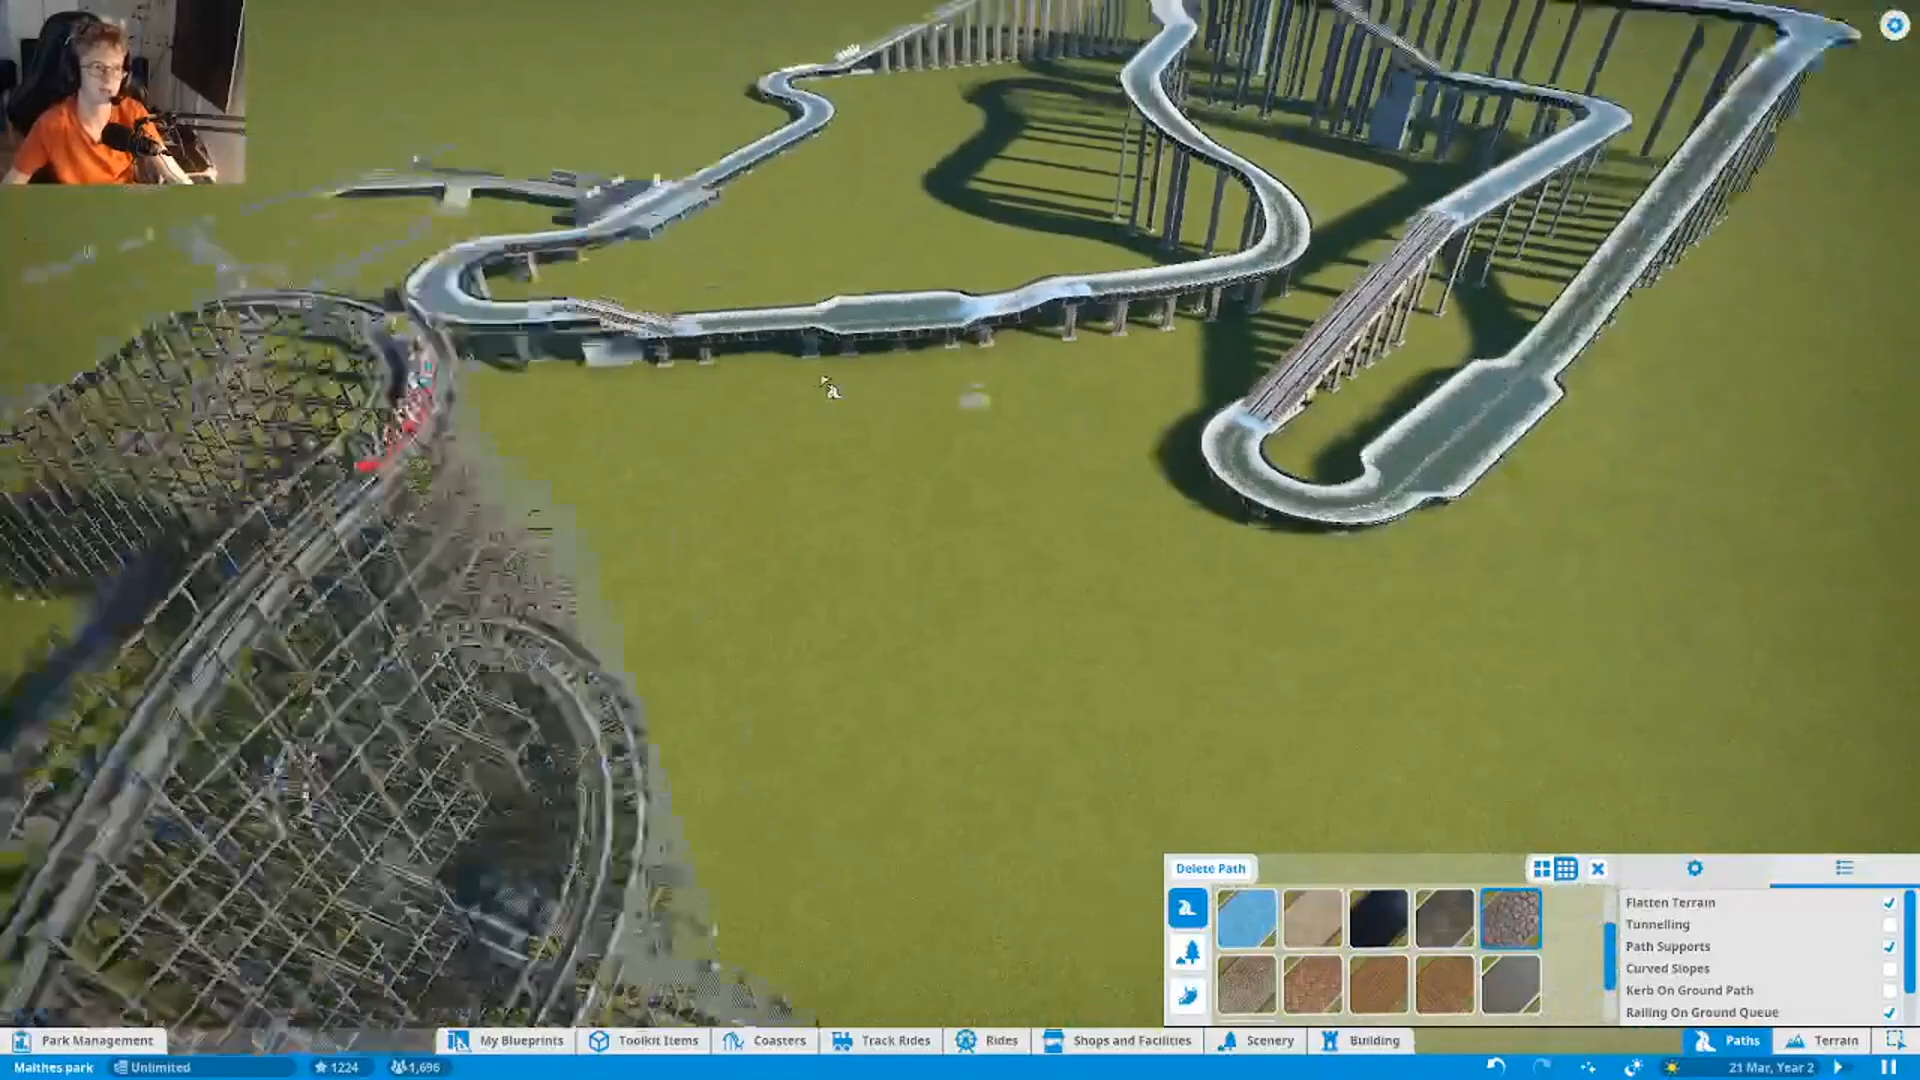 Delete Path
Flatten Terrain
Tunnelling
Path Supports
Curved Slopes
Kerb On Ground Path
Railing On Ground Queue
Park Management
My Blueprints
Toolkit Items
Coasters
Track Rides
Rides
Shops and Facilities
Scenery
Building
Paths
Terrain
Malthes park
Unlimited
1224
1,696
21 Mar, Year 2